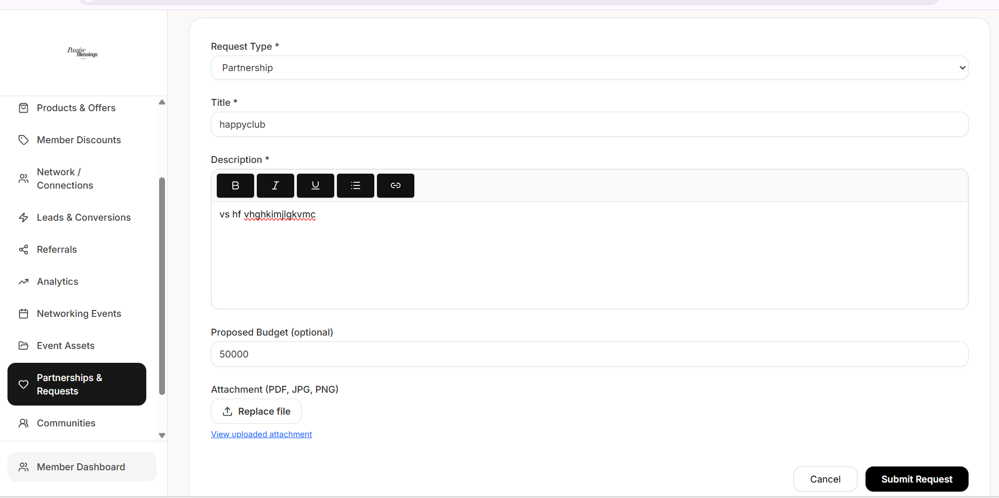 Passive
Blessings
Products & Offers
Member Discounts
Network /
Connections
Leads & Conversions
Referrals
Analytics
Networking Events
Event Assets
Partnerships &
Requests
Communities
Member Dashboard
Request Type *
Partnership
Title *
happyclub
Description *
B I U
vs hf vhghkimjlgkvmc
Proposed Budget (optional)
50000
Attachment (PDF, JPG, PNG)
Replace file
View uploaded attachment
Cancel
Submit Request